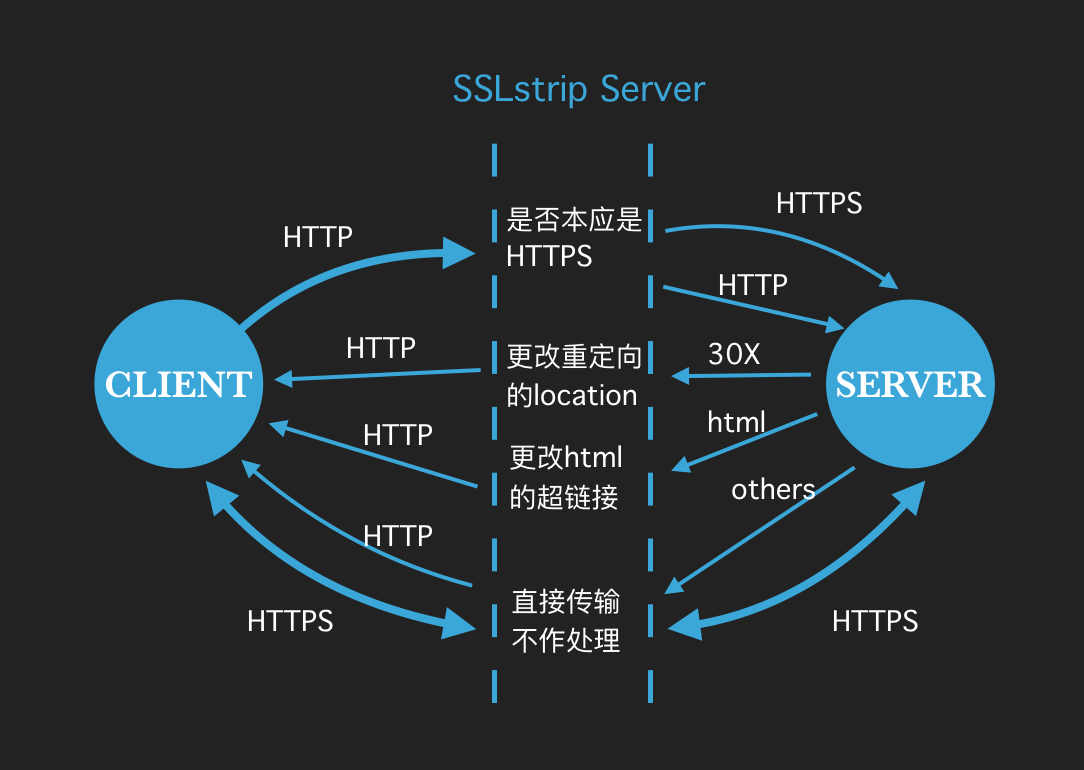 SSLstrip Server
HTTP
是否本应是
HTTPS
HTTPS
HTTP
HTTP
更改重定向
的location
30X
CLIENT
SERVER
HTTP
更改html
的超链接
html
others
HTTP
直接传输
不作处理
HTTPS
HTTPS